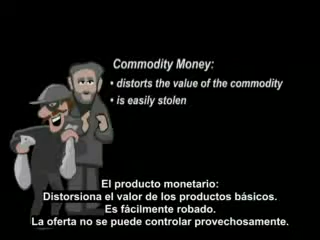 Commodity Money:
• distorts the value of the commodity
• is easily stolen
El producto monetario:
Distorsiona el valor de los productos básicos.
Es fácilmente robado.
La oferta no se puede controlar provechosamente.